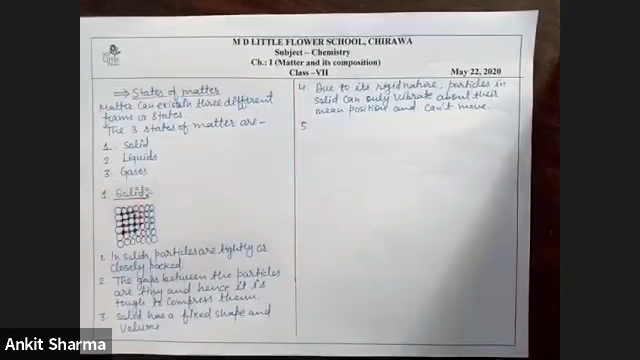 M D LITTLE FLOWER SCHOOL, CHIRAWA
Subject – Chemistry
Ch.: I (Matter and its composition)
Class –VII
May 22, 2020
⇒ States of matter
Matter can exist in three different
forms or states
The 3 states of matter are –
1. Solid
2. Liquids
3. Gases
1. Solids
1. In solids, particles are tightly or
closely packed.
2. The gaps between the particles
are tiny and hence it is
tough to compress them.
3. Solid has a fixed shape and
volume
4. Due to its rigid nature, particles in
solid can only vibrate about their
mean position and can't move.
5.
Ankit Sharma